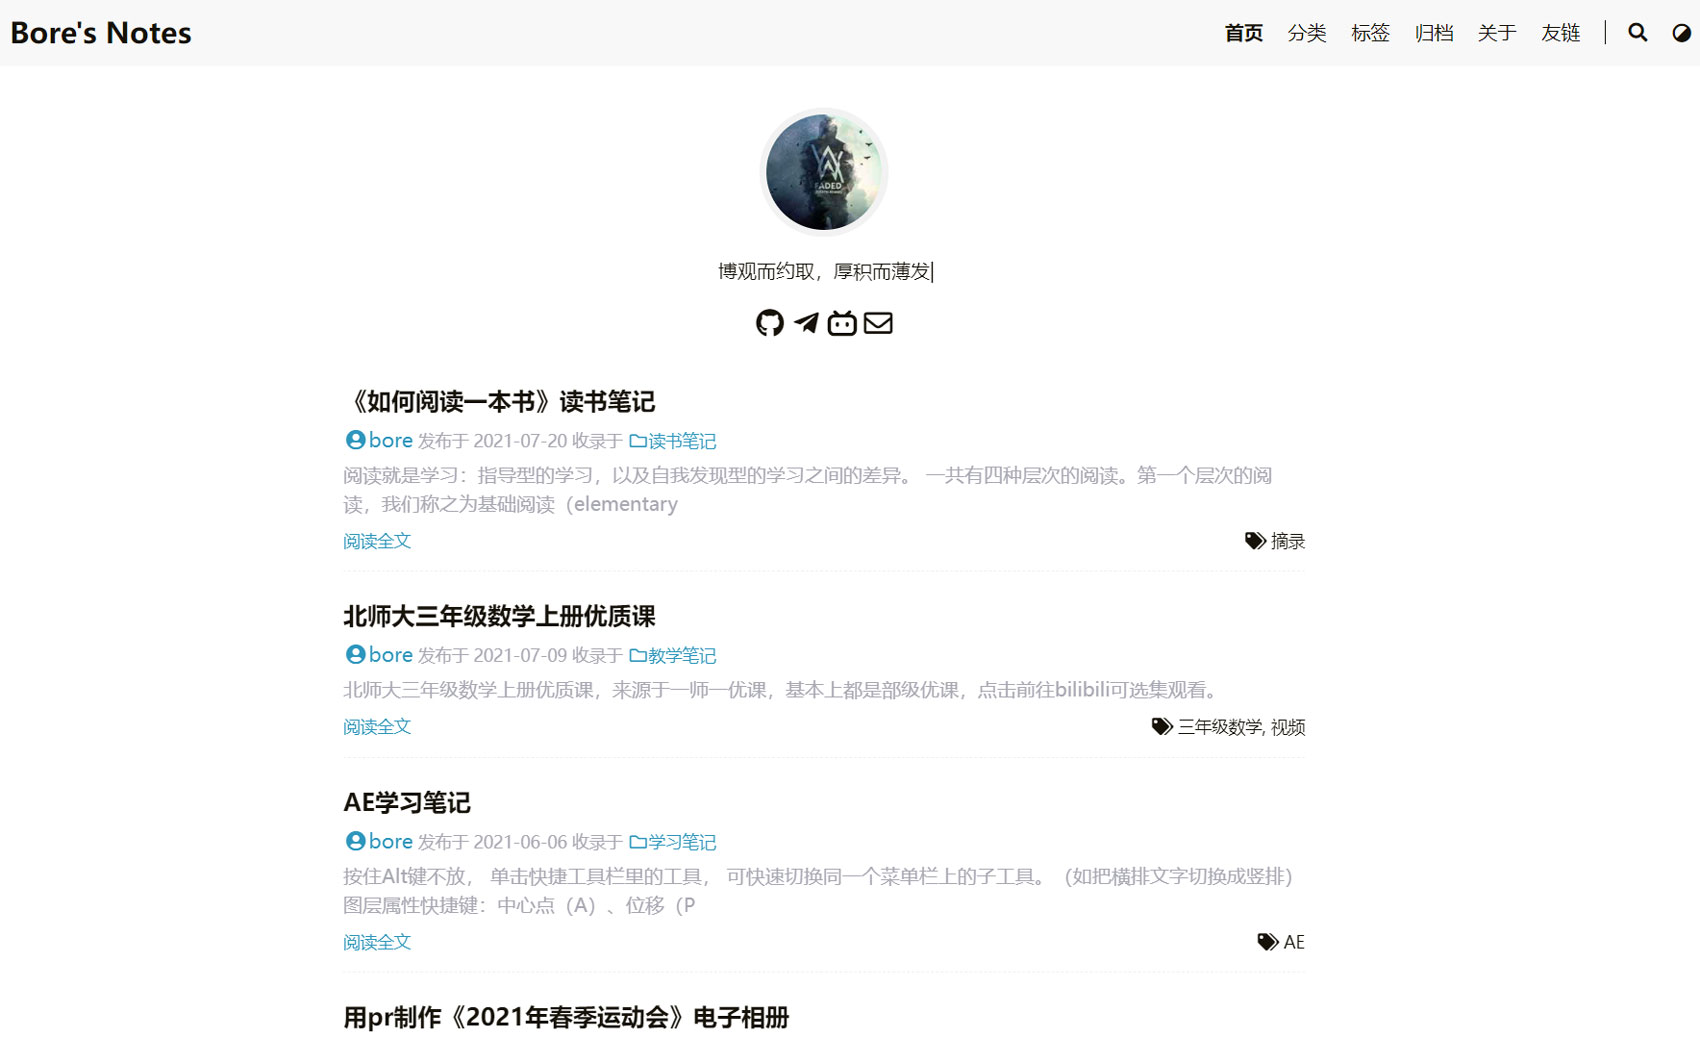 Bore's Notes
首页 分类 标签 归档 关于 友链
FADED
博观而约取，厚积而薄发|
《如何阅读一本书》读书笔记
bore 发布于 2021-07-20 收录于 读书笔记
阅读就是学习：指导型的学习，以及自我发现型的学习之间的差异。 一共有四种层次的阅读。第一个层次的阅
读，我们称之为基础阅读（elementary
阅读全文 摘录
北师大三年级数学上册优质课
bore 发布于 2021-07-09 收录于 教学笔记
北师大三年级数学上册优质课，来源于一师一优课，基本上都是部级优课，点击前往bilibili可选集观看。
阅读全文 三年级数学, 视频
AE学习笔记
bore 发布于 2021-06-06 收录于 学习笔记
按住Alt键不放， 单击快捷工具栏里的工具， 可快速切换同一个菜单栏上的子工具。（如把横排文字切换成竖排）
图层属性快捷键：中心点（A）、位移（P
阅读全文 AE
用pr制作《2021年春季运动会》电子相册